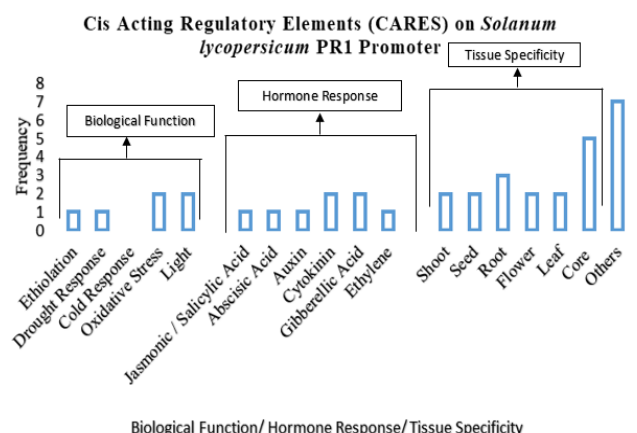 Cis Acting Regulatory Elements (CARES) on Solanum
lycopersicum PR1 Promoter
Tissue Specificity
Hormone Response
Biological Function
Frequency
8
7
6
5
4
3
2
1
0
Ethiolation
Drought Response
Cold Response
Oxidative Stress
Light
Jasmonic / Salicylic Acid
Abscisic Acid
Auxin
Cytokinin
Gibberellic Acid
Ethylene
Shoot
Seed
Root
Flower
Leaf
Core
Others
Biological Function/ Hormone Response/ Tissue Specificity